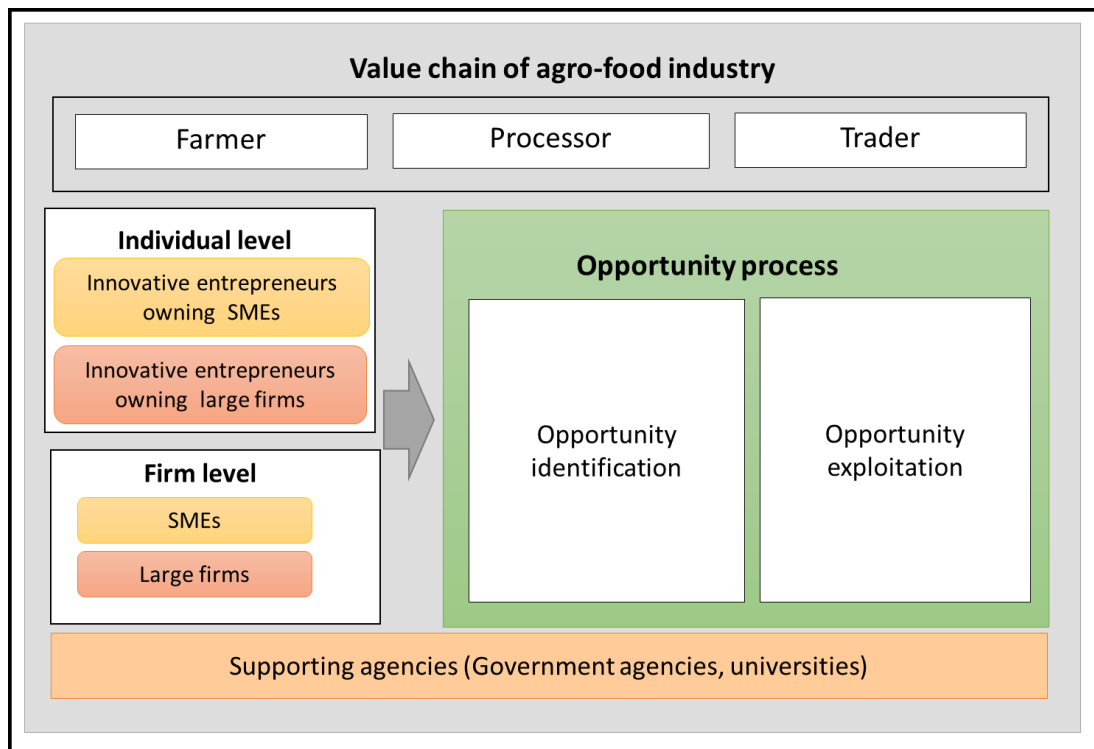 Value chain of agro-food industry
Farmer
Processor
Trader
Individual level
Innovative entrepreneurs
owning SMEs
Innovative entrepreneurs
owning large firms
Firm level
SMEs
Large firms
Opportunity process
Opportunity
identification
Opportunity
exploitation
Supporting agencies (Government agencies, universities)